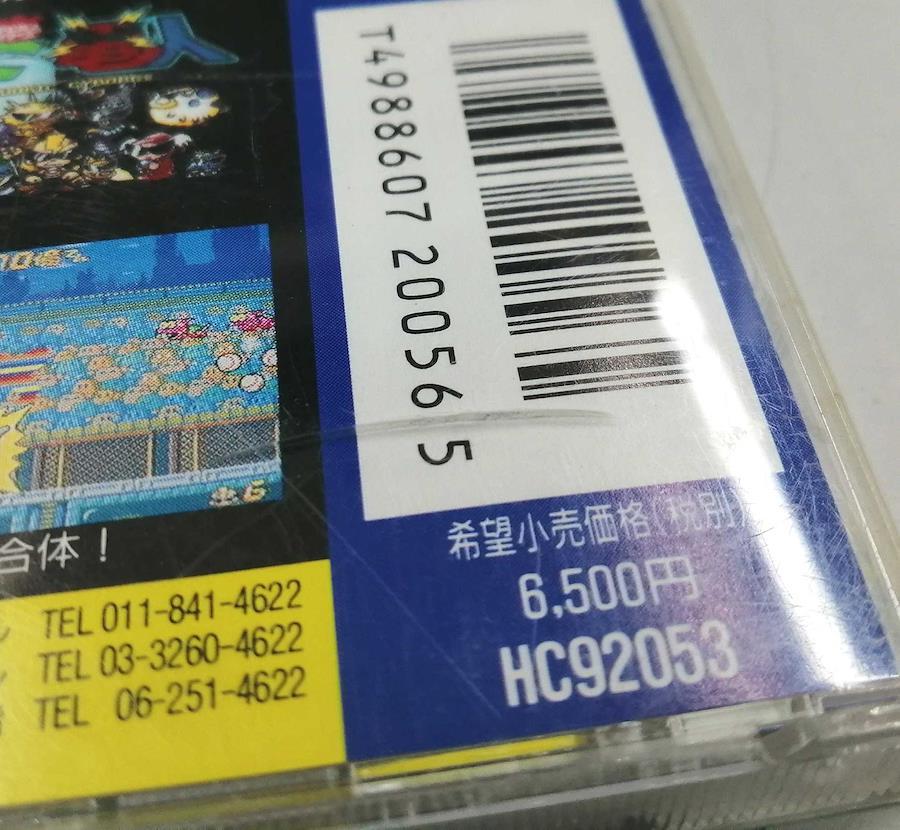 T4988607 20056 5
合体！
TEL 011-841-4622
TEL 03-3260-4622
TEL 06-251-4622
希望小売価格(税別)
6,500円
HC92053